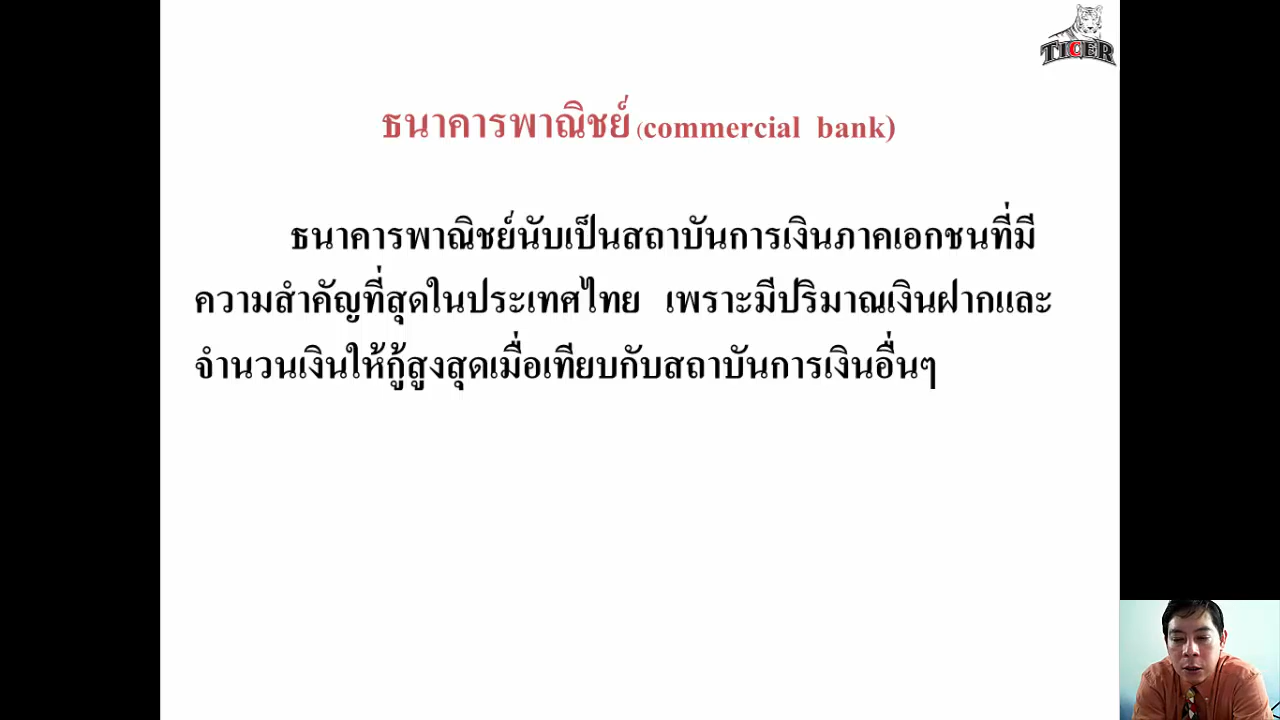 TIGER
ธนาคารพาณิชย์ (commercial bank)
ธนาคารพาณิชย์นับเป็นสถาบันการเงินภาคเอกชนที่มี
ความสำคัญที่สุดในประเทศไทย เพราะมีปริมาณเงินฝากและ
จำนวนเงินให้กู้สูงสุดเมื่อเทียบกับสถาบันการเงินอื่นๆ